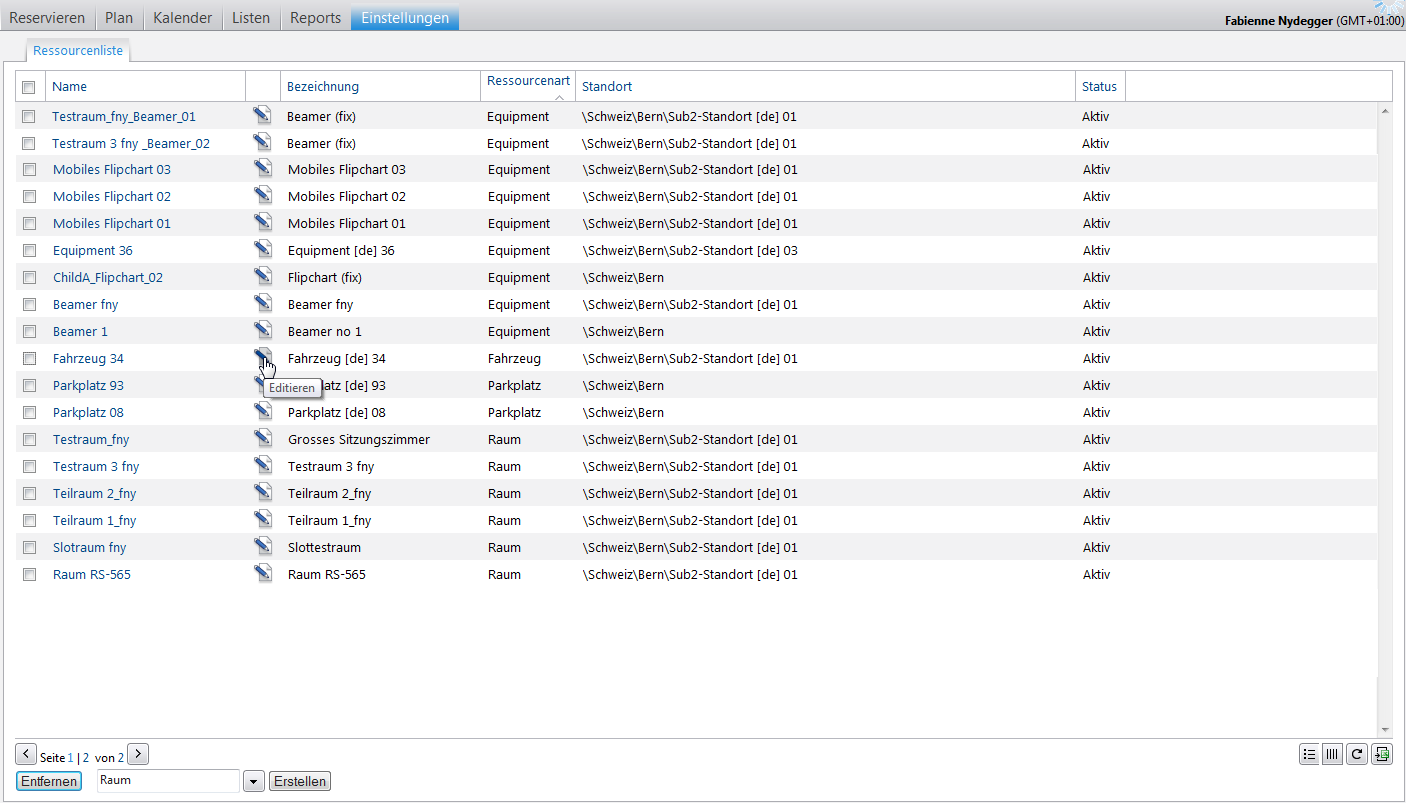 Reservieren Plan Kalender Listen Reports Einstellungen
Fabienne Nydegger (GMT+01:00)
Ressourcenliste
Name Bezeichnung Ressourcenart Standort Status
Testraum_fny_Beamer_01 Beamer (fix) Equipment \Schweiz\Bern\Sub2-Standort [de] 01 Aktiv
Testraum 3 fny _Beamer_02 Beamer (fix) Equipment \Schweiz\Bern\Sub2-Standort [de] 01 Aktiv
Mobiles Flipchart 03 Mobiles Flipchart 03 Equipment \Schweiz\Bern\Sub2-Standort [de] 01 Aktiv
Mobiles Flipchart 02 Mobiles Flipchart 02 Equipment \Schweiz\Bern\Sub2-Standort [de] 01 Aktiv
Mobiles Flipchart 01 Mobiles Flipchart 01 Equipment \Schweiz\Bern\Sub2-Standort [de] 01 Aktiv
Equipment 36 Equipment [de] 36 Equipment \Schweiz\Bern\Sub2-Standort [de] 03 Aktiv
ChildA_Flipchart_02 Flipchart (fix) Equipment \Schweiz\Bern Aktiv
Beamer fny Beamer fny Equipment \Schweiz\Bern\Sub2-Standort [de] 01 Aktiv
Beamer 1 Beamer no 1 Equipment \Schweiz\Bern Aktiv
Fahrzeug 34 Fahrzeug [de] 34 Fahrzeug \Schweiz\Bern\Sub2-Standort [de] 01 Aktiv
Parkplatz 93 latz [de] 93 Parkplatz \Schweiz\Bern Aktiv
Editieren
Parkplatz 08 Parkplatz [de] 08 Parkplatz \Schweiz\Bern Aktiv
Testraum_fny Grosses Sitzungszimmer Raum \Schweiz\Bern\Sub2-Standort [de] 01 Aktiv
Testraum 3 fny Testraum 3 fny Raum \Schweiz\Bern\Sub2-Standort [de] 01 Aktiv
Teilraum 2_fny Teilraum 2_fny Raum \Schweiz\Bern\Sub2-Standort [de] 01 Aktiv
Teilraum 1_fny Teilraum 1_fny Raum \Schweiz\Bern\Sub2-Standort [de] 01 Aktiv
Slotraum fny Slottestraum Raum \Schweiz\Bern\Sub2-Standort [de] 01 Aktiv
Raum RS-565 Raum RS-565 Raum \Schweiz\Bern\Sub2-Standort [de] 01 Aktiv
Seite 1 | 2 von 2
Entfernen Raum Erstellen